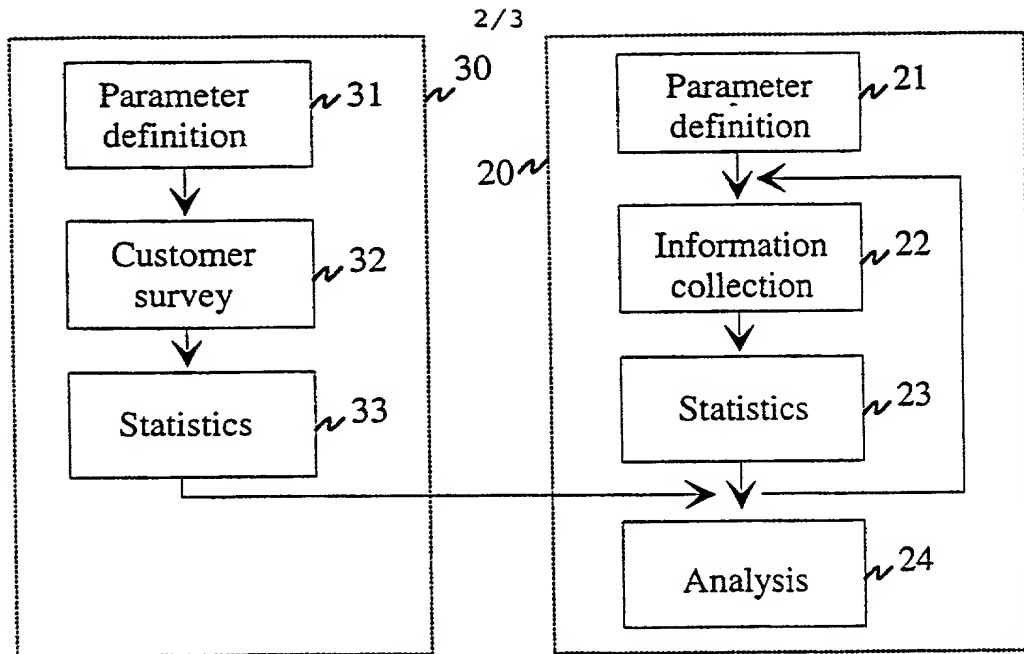 2/3
30
Parameter
definition
31
Customer
survey
32
Statistics
33
20
Parameter
definition
21
Information
collection
22
Statistics
23
Analysis
24